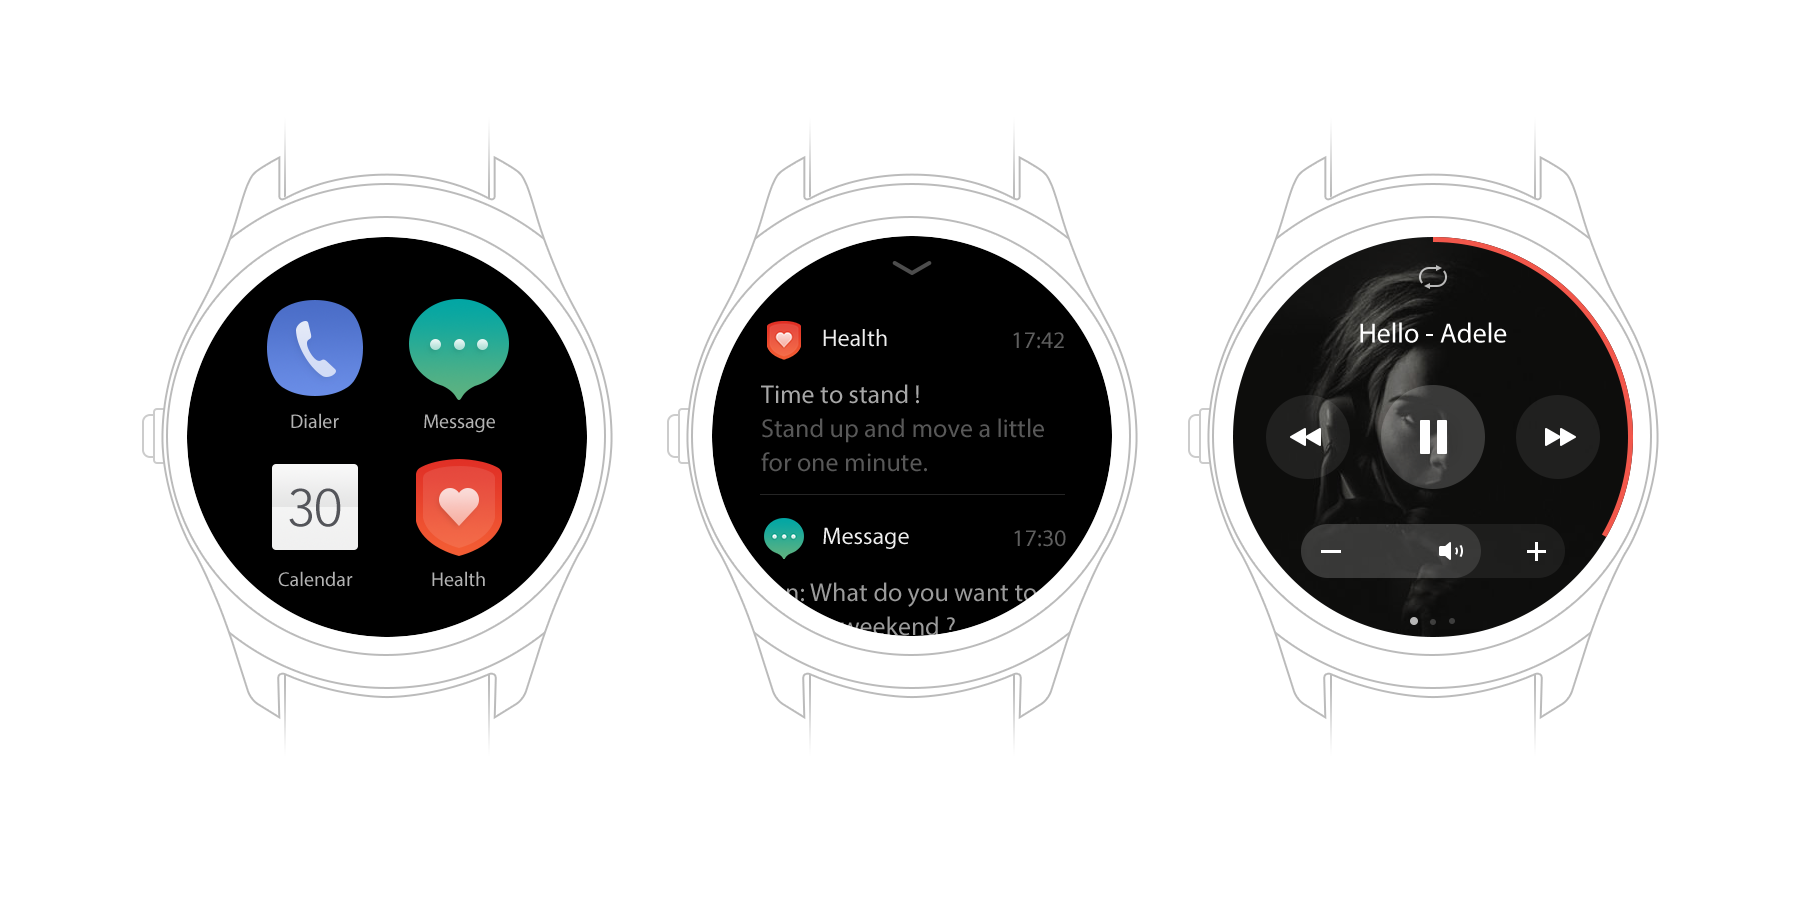 Dialer
Message
30
Calendar
Health
Health
17:42
Time to stand !
Stand up and move a little
for one minute.
Message
17:30
What do you want to
weekend ?
Hello - Adele